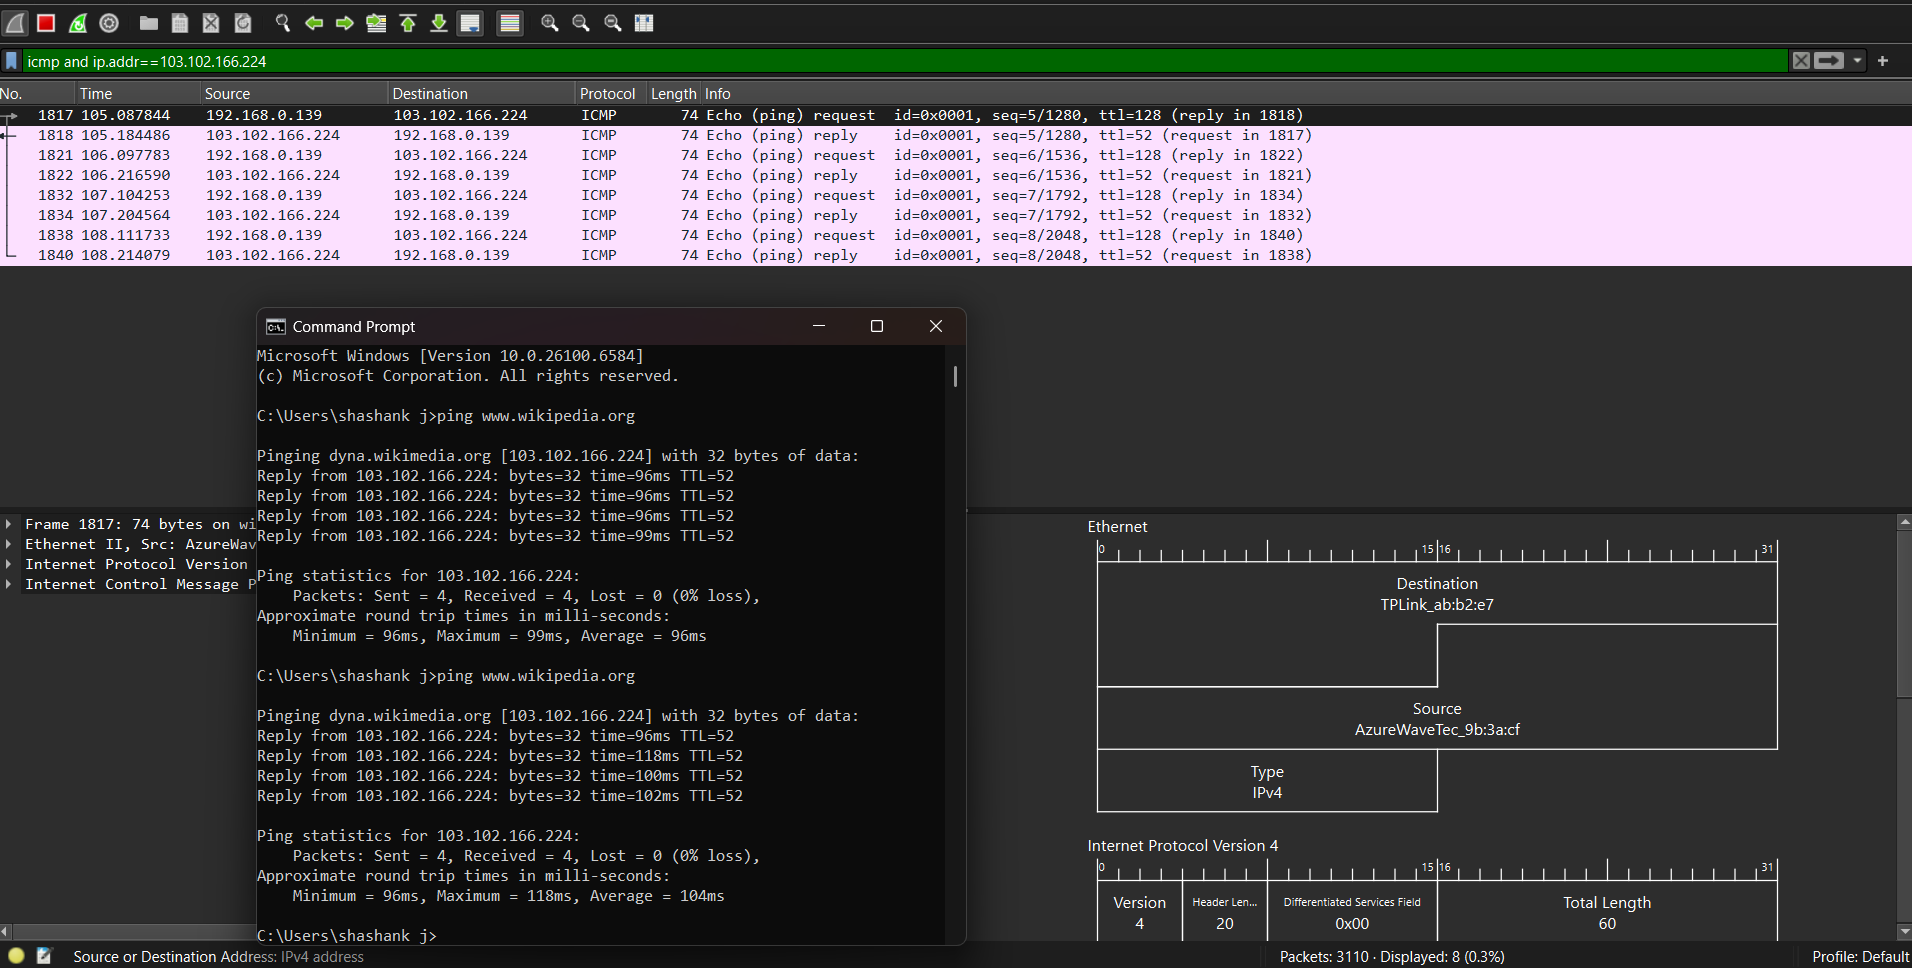 icmp and ip.addr==103.102.166.224
No. Time Source Destination Protocol Length Info
1817 105.087844 192.168.0.139 103.102.166.224 ICMP 74 Echo (ping) request id=0x0001, seq=5/1280, ttl=128 (reply in 1818)
1818 105.184486 103.102.166.224 192.168.0.139 ICMP 74 Echo (ping) reply id=0x0001, seq=5/1280, ttl=52 (request in 1817)
1821 106.097783 192.168.0.139 103.102.166.224 ICMP 74 Echo (ping) request id=0x0001, seq=6/1536, ttl=128 (reply in 1822)
1822 106.216590 103.102.166.224 192.168.0.139 ICMP 74 Echo (ping) reply id=0x0001, seq=6/1536, ttl=52 (request in 1821)
1832 107.104253 192.168.0.139 103.102.166.224 ICMP 74 Echo (ping) request id=0x0001, seq=7/1792, ttl=128 (reply in 1834)
1834 107.204564 103.102.166.224 192.168.0.139 ICMP 74 Echo (ping) reply id=0x0001, seq=7/1792, ttl=52 (request in 1832)
1838 108.111733 192.168.0.139 103.102.166.224 ICMP 74 Echo (ping) request id=0x0001, seq=8/2048, ttl=128 (reply in 1840)
1840 108.214079 103.102.166.224 192.168.0.139 ICMP 74 Echo (ping) reply id=0x0001, seq=8/2048, ttl=52 (request in 1838)
Command Prompt
Microsoft Windows [Version 10.0.26100.6584]
(c) Microsoft Corporation. All rights reserved.
C:\Users\shashank j>ping www.wikipedia.org
Pinging dyna.wikimedia.org [103.102.166.224] with 32 bytes of data:
Reply from 103.102.166.224: bytes=32 time=96ms TTL=52
Reply from 103.102.166.224: bytes=32 time=96ms TTL=52
Reply from 103.102.166.224: bytes=32 time=96ms TTL=52
Reply from 103.102.166.224: bytes=32 time=99ms TTL=52
Ping statistics for 103.102.166.224:
Packets: Sent = 4, Received = 4, Lost = 0 (0% loss),
Approximate round trip times in milli-seconds:
Minimum = 96ms, Maximum = 99ms, Average = 96ms
C:\Users\shashank j>ping www.wikipedia.org
Pinging dyna.wikimedia.org [103.102.166.224] with 32 bytes of data:
Reply from 103.102.166.224: bytes=32 time=96ms TTL=52
Reply from 103.102.166.224: bytes=32 time=118ms TTL=52
Reply from 103.102.166.224: bytes=32 time=100ms TTL=52
Reply from 103.102.166.224: bytes=32 time=102ms TTL=52
Ping statistics for 103.102.166.224:
Packets: Sent = 4, Received = 4, Lost = 0 (0% loss),
Approximate round trip times in milli-seconds:
Minimum = 96ms, Maximum = 118ms, Average = 104ms
C:\Users\shashank j>
Frame 1817: 74 bytes on wi
Ethernet II, Src: AzureWav
Internet Protocol Version
Internet Control Message P
Ethernet
0 15 16 31
Destination
TPLink_ab:b2:e7
Source
AzureWaveTec_9b:3a:cf
Type
IPv4
Internet Protocol Version 4
0 15 16 31
Version Header Len... Differentiated Services Field Total Length
4 20 0x00 60
Source or Destination Address: IPv4 address Packets: 3110 · Displayed: 8 (0.3%) Profile: Default